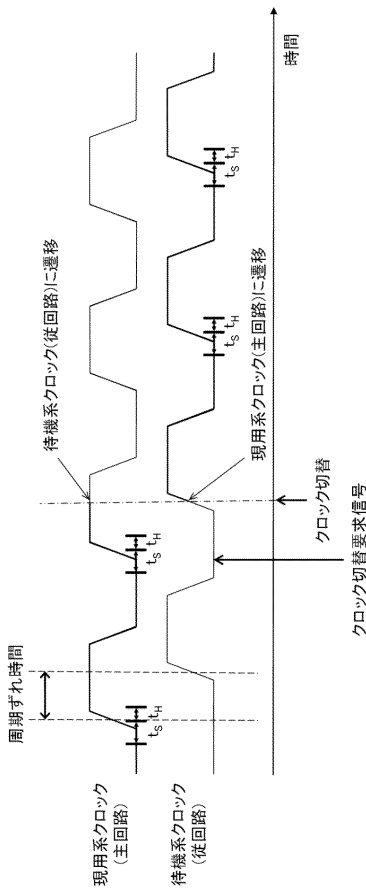 周期ずれ時間
現用系クロック
(主回路)
tS
tH
tS
tH
待機系クロック(従回路)に遷移
待機系クロック
(従回路)
現用系クロック(主回路)に遷移
tS
tH
tS
tH
クロック切替
クロック切替要求信号
時間